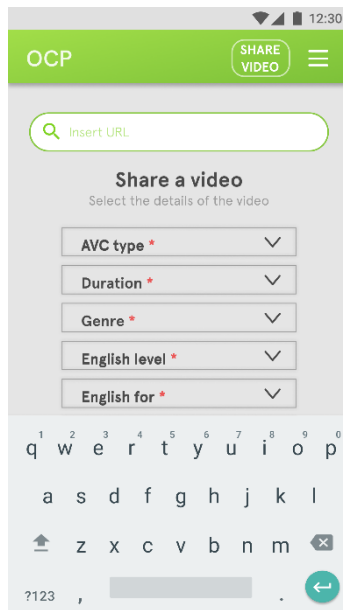 12:30
OCP
SHARE
VIDEO
Insert URL
Share a video
Select the details of the video
AVC type *
Duration *
Genre *
English level *
English for *
1 2 3 4 5 6 7 8 9 0
q w e r t y u i o p
a s d f g h j k l
z x c v b n m
?123 , .